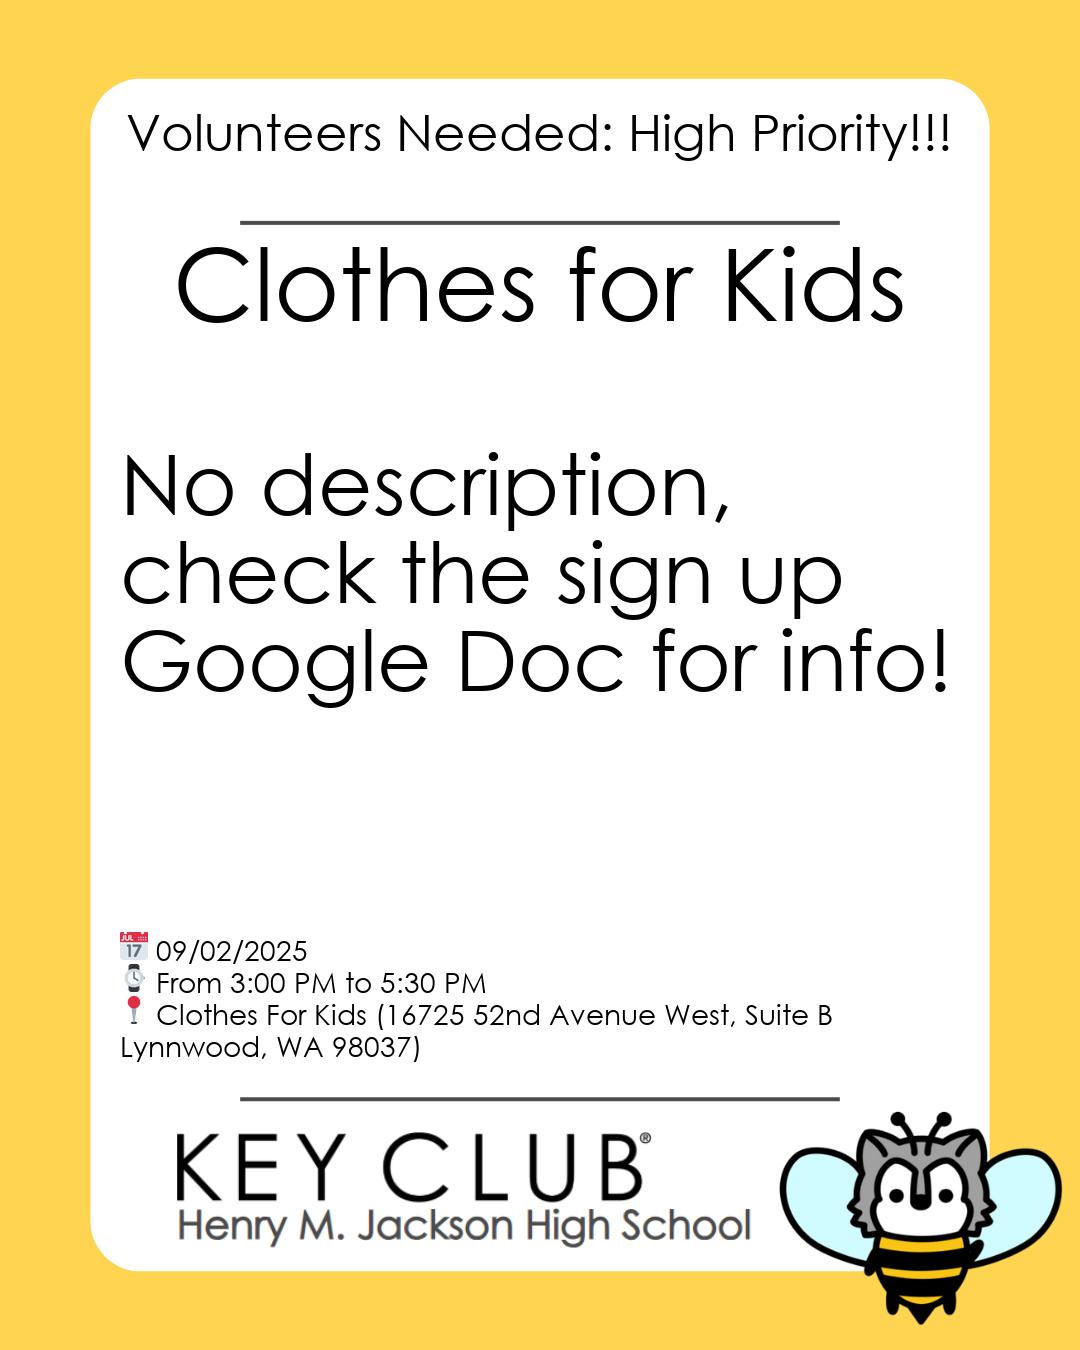 Volunteers Needed: High Priority!!!
Clothes for Kids
No description,
check the sign up
Google Doc for info!
JUL
17
09/02/2025
From 3:00 PM to 5:30 PM
Clothes For Kids (16725 52nd Avenue West, Suite B
Lynnwood, WA 98037)
KEY CLUB®
Henry M. Jackson High School